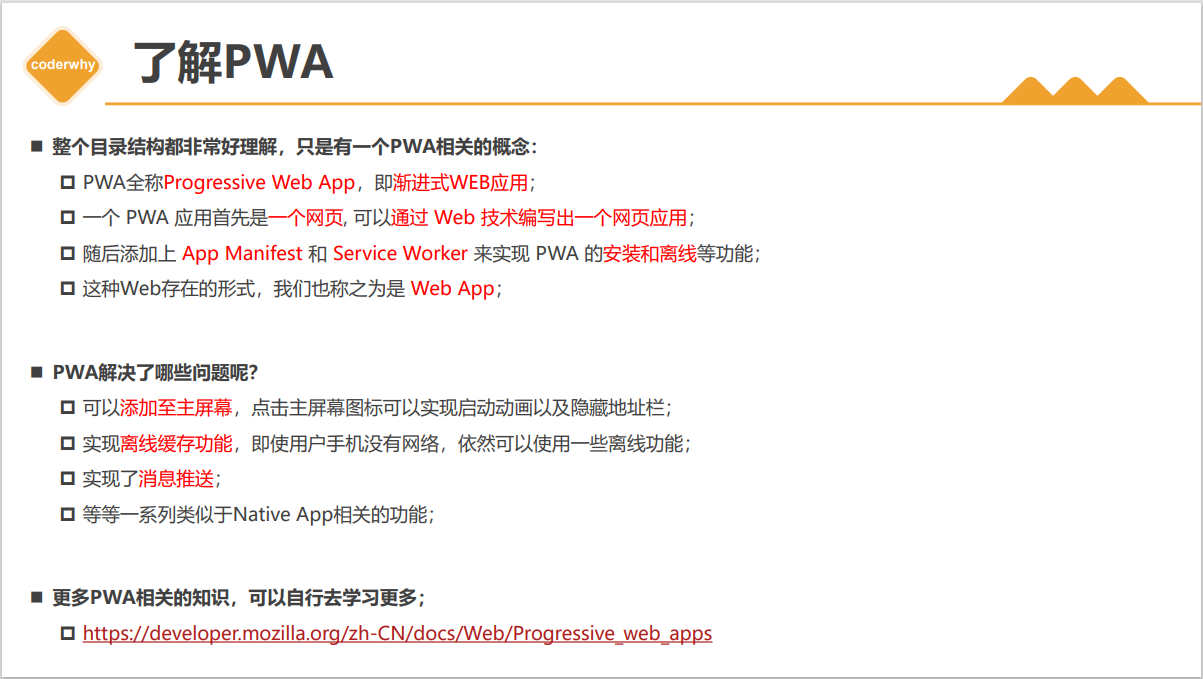 coderwhy
了解PWA
整个目录结构都非常好理解，只是有一个PWA相关的概念：
PWA全称Progressive Web App，即渐进式WEB应用；
一个 PWA 应用首先是一个网页, 可以通过 Web 技术编写出一个网页应用；
随后添加上 App Manifest 和 Service Worker 来实现 PWA 的安装和离线等功能；
这种Web存在的形式，我们也称之为是 Web App；
PWA解决了哪些问题呢？
可以添加至主屏幕，点击主屏幕图标可以实现启动动画以及隐藏地址栏；
实现离线缓存功能，即使用户手机没有网络，依然可以使用一些离线功能；
实现了消息推送；
等等一系列类似于Native App相关的功能；
更多PWA相关的知识，可以自行去学习更多；
https://developer.mozilla.org/zh-CN/docs/Web/Progressive_web_apps